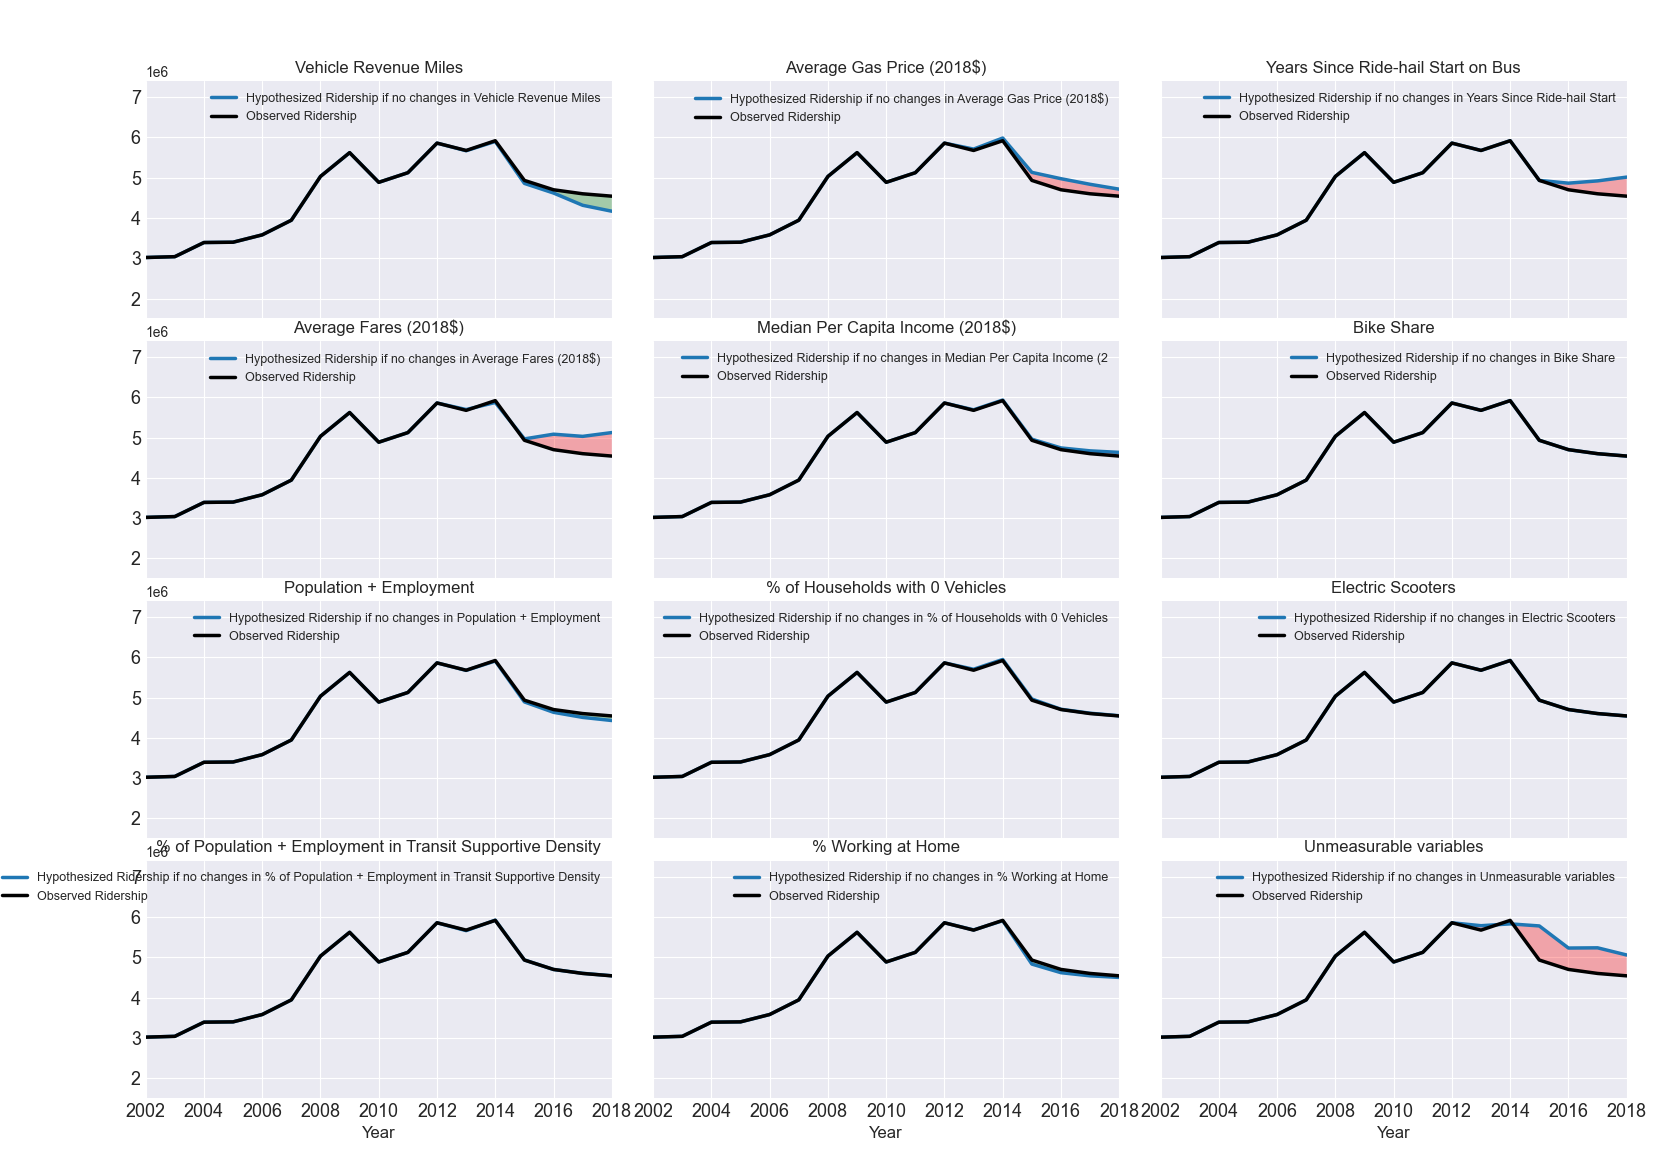 Vehicle Revenue Miles
1e6
7
6
5
4
3
2
Hypothesized Ridership if no changes in Vehicle Revenue Miles
Observed Ridership
Average Gas Price (2018$)
Hypothesized Ridership if no changes in Average Gas Price (2018$)
Observed Ridership
Years Since Ride-hail Start on Bus
Hypothesized Ridership if no changes in Years Since Ride-hail Start
Observed Ridership
Average Fares (2018$)
1e6
7
6
5
4
3
2
Hypothesized Ridership if no changes in Average Fares (2018$)
Observed Ridership
Median Per Capita Income (2018$)
Hypothesized Ridership if no changes in Median Per Capita Income (2
Observed Ridership
Bike Share
Hypothesized Ridership if no changes in Bike Share
Observed Ridership
Population + Employment
1e6
7
6
5
4
3
2
Hypothesized Ridership if no changes in Population + Employment
Observed Ridership
% of Households with 0 Vehicles
Hypothesized Ridership if no changes in % of Households with 0 Vehicles
Observed Ridership
Electric Scooters
Hypothesized Ridership if no changes in Electric Scooters
Observed Ridership
% of Population + Employment in Transit Supportive Density
1e6
7
6
5
4
3
2
Hypothesized Ridership if no changes in % of Population + Employment in Transit Supportive Density
Observed Ridership
2002 2004 2006 2008 2010 2012 2014 2016 2018
Year
% Working at Home
Hypothesized Ridership if no changes in % Working at Home
Observed Ridership
2002 2004 2006 2008 2010 2012 2014 2016 2018
Year
Unmeasurable variables
Hypothesized Ridership if no changes in Unmeasurable variables
Observed Ridership
2002 2004 2006 2008 2010 2012 2014 2016 2018
Year